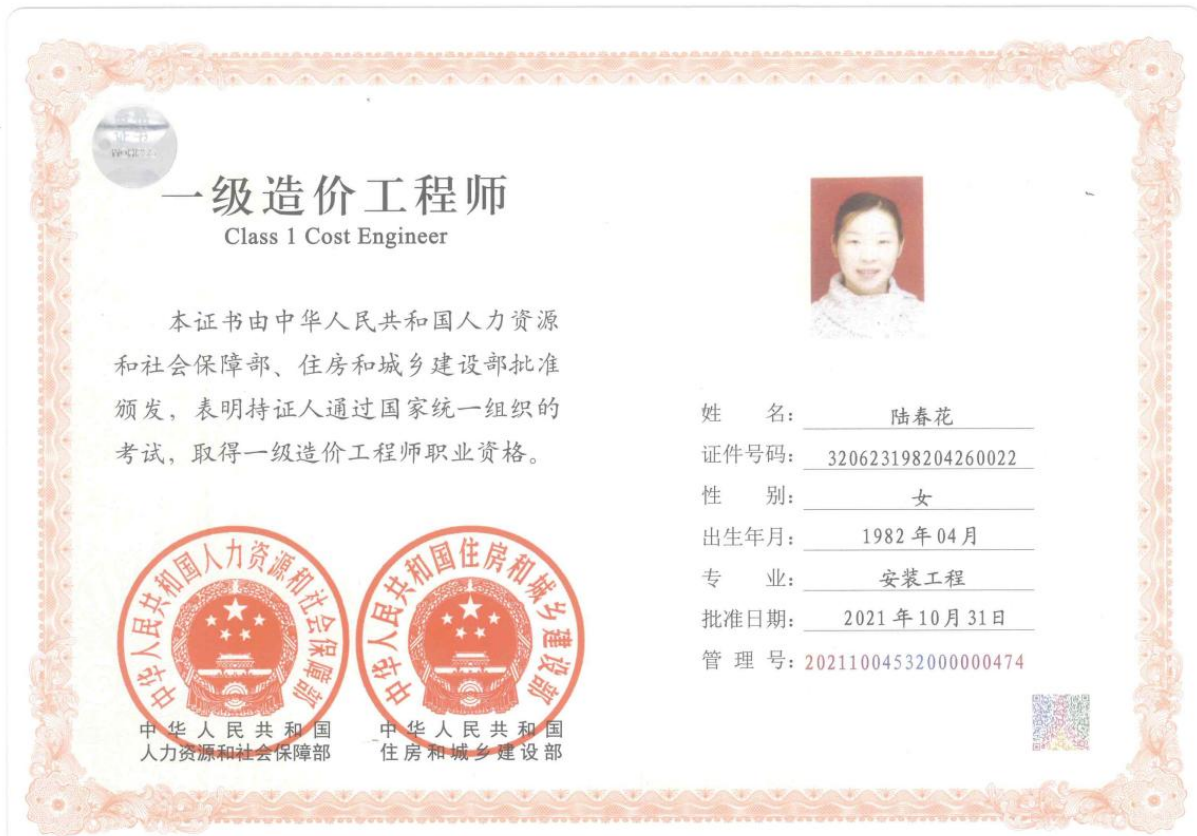 一级造价工程师
Class 1 Cost Engineer
本证书由中华人民共和国人力资源
和社会保障部、住房和城乡建设部批准
颁发，表明持证人通过国家统一组织的
考试，取得一级造价工程师职业资格。
中华人民共和国人力资源和社会保障部
中华人民共和国住房和城乡建设部
中华人民共和国
人力资源和社会保障部
中华人民共和国
住房和城乡建设部
姓 名： 陆春花
证件号码： 320623198204260022
性 别： 女
出生年月： 1982年04月
专 业： 安装工程
批准日期： 2021年10月31日
管 理 号： 20211004532000000474